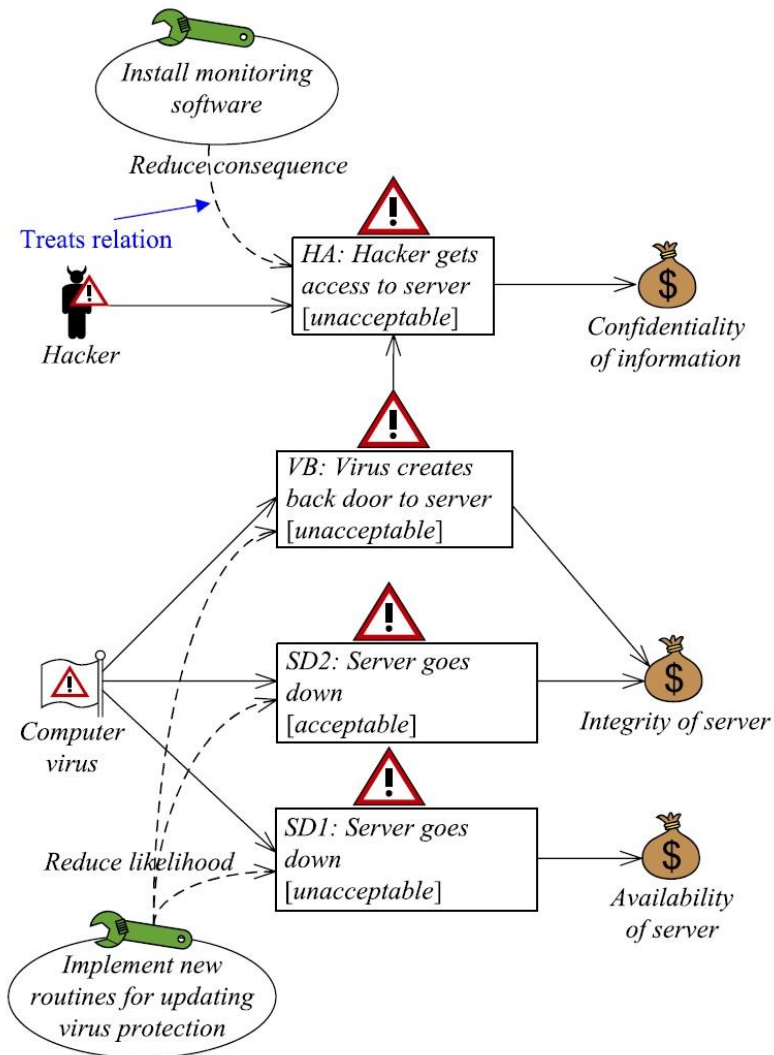 Install monitoring
software
Reduce consequence
Treats relation
HA: Hacker gets
access to server
[unacceptable]
Hacker
$
Confidentiality
of information
VB: Virus creates
back door to server
[unacceptable]
SD2: Server goes
down
[acceptable]
Computer
virus
$
Integrity of server
SD1: Server goes
down
[unacceptable]
Reduce likelihood
$
Availability
of server
Implement new
routines for updating
virus protection